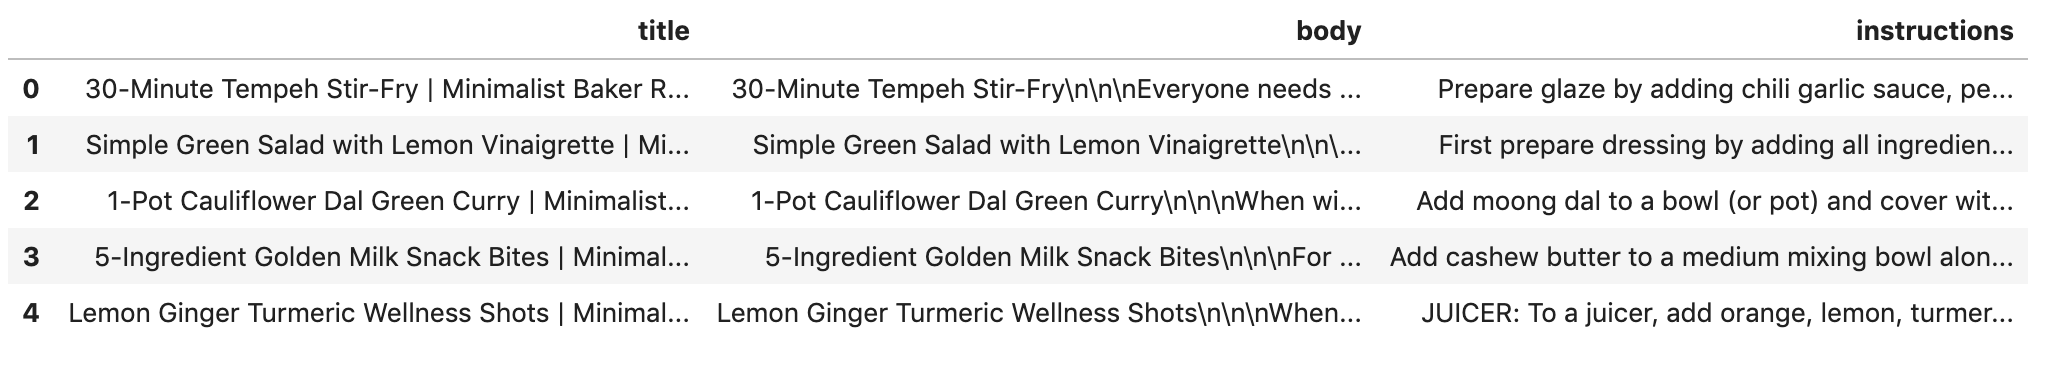 title body instructions
0 30-Minute Tempeh Stir-Fry | Minimalist Baker R... 30-Minute Tempeh Stir-Fry\n\n\nEveryone needs ... Prepare glaze by adding chili garlic sauce, pe...
1 Simple Green Salad with Lemon Vinaigrette | Mi... Simple Green Salad with Lemon Vinaigrette\n\n\... First prepare dressing by adding all ingredien...
2 1-Pot Cauliflower Dal Green Curry | Minimalist... 1-Pot Cauliflower Dal Green Curry\n\n\nWhen wi... Add moong dal to a bowl (or pot) and cover wit...
3 5-Ingredient Golden Milk Snack Bites | Minimal... 5-Ingredient Golden Milk Snack Bites\n\n\nFor ... Add cashew butter to a medium mixing bowl alon...
4 Lemon Ginger Turmeric Wellness Shots | Minimal... Lemon Ginger Turmeric Wellness Shots\n\n\nWhen... JUICER: To a juicer, add orange, lemon, turmer...